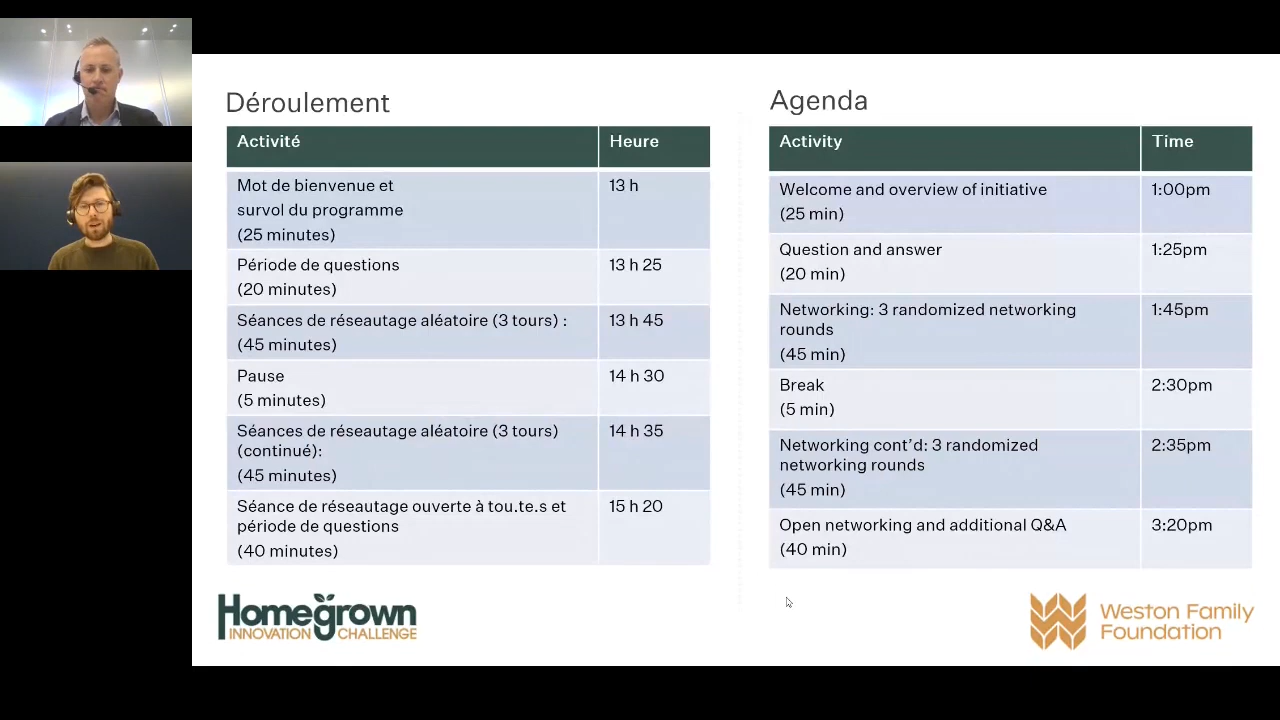 Déroulement
Activité
Heure
Mot de bienvenue et
survol du programme
(25 minutes)
13 h
Période de questions
(20 minutes)
13 h 25
Séances de réseautage aléatoire (3 tours) :
(45 minutes)
13 h 45
Pause
(5 minutes)
14 h 30
Séances de réseautage aléatoire (3 tours)
(continué):
(45 minutes)
14 h 35
Séance de réseautage ouverte à tou.te.s et
période de questions
(40 minutes)
15 h 20
Agenda
Activity
Time
Welcome and overview of initiative
(25 min)
1:00pm
Question and answer
(20 min)
1:25pm
Networking: 3 randomized networking
rounds
(45 min)
1:45pm
Break
(5 min)
2:30pm
Networking cont’d: 3 randomized
networking rounds
(45 min)
2:35pm
Open networking and additional Q&A
(40 min)
3:20pm
Homegrown
INNOVATION CHALLENGE
Weston Family
Foundation